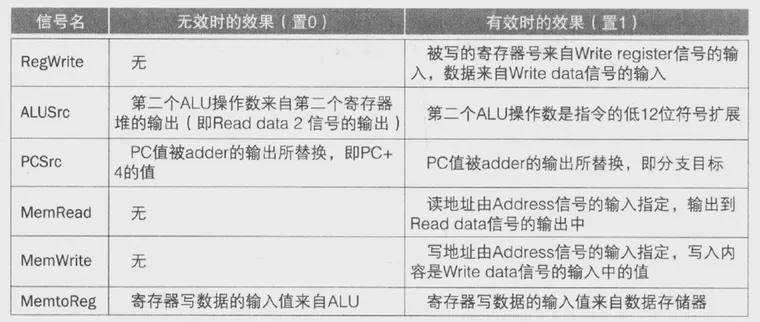 信号名 无效时的效果（置0） 有效时的效果（置1）
RegWrite 无 被写的寄存器号来自Write register信号的输
入，数据来自Write data信号的输入
ALUSrc 第二个ALU操作数来自第二个寄存器
堆的输出（即Read data 2 信号的输出） 第二个ALU操作数是指令的低12位符号扩展
PCSrc PC值被adder的输出所替换，即PC+
4的值 PC值被adder的输出所替换，即分支目标
MemRead 无 读地址由Address信号的输入指定，输出到
Read data信号的输出中
MemWrite 无 写地址由Address信号的输入指定，写入内
容是Write data信号的输入中的值
MemtoReg 寄存器写数据的输入值来自ALU 寄存器写数据的输入值来自数据存储器